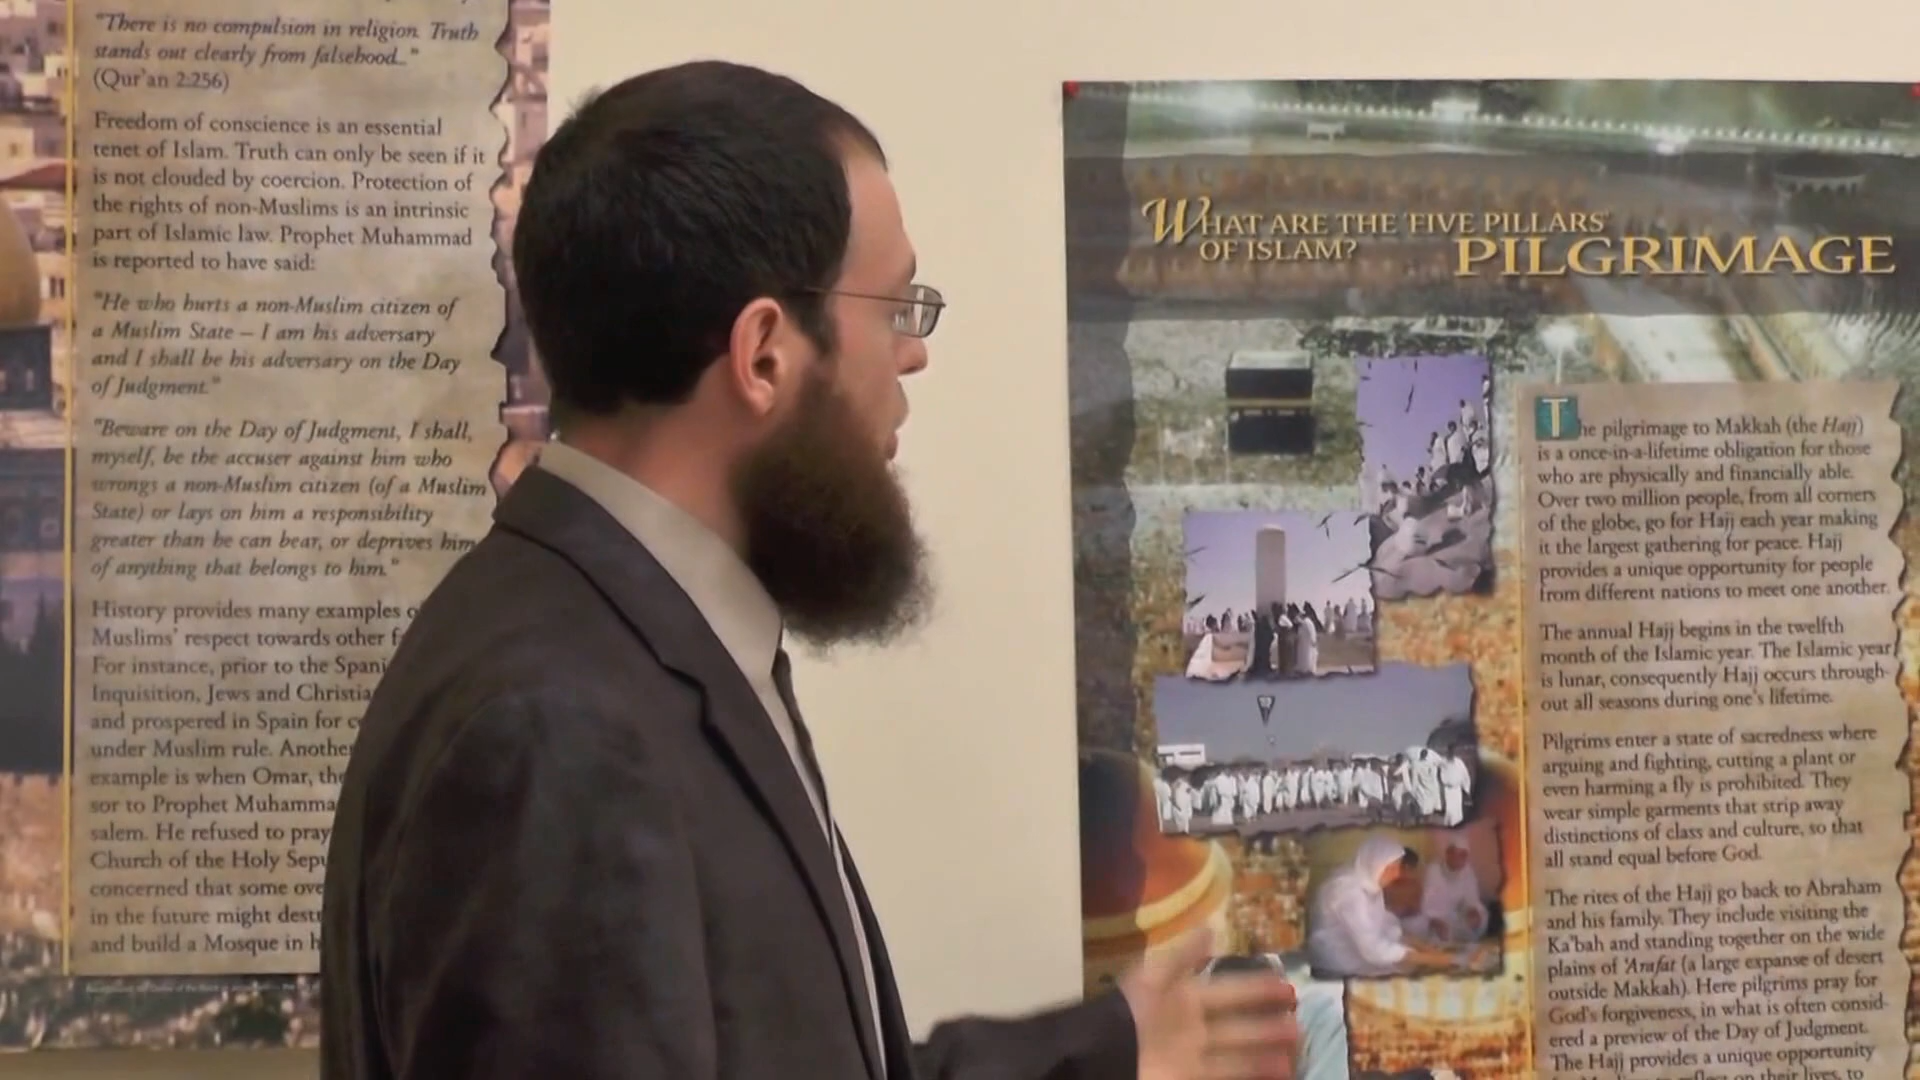 "There is no compulsion in religion. Truth
stands out clearly from falsehood..."
(Qur'an 2:256)
Freedom of conscience is an essential
tenet of Islam. Truth can only be seen if it
is not clouded by coercion. Protection of
the rights of non-Muslims is an intrinsic
part of Islamic law. Prophet Muhammad
is reported to have said:
"He who hurts a non-Muslim citizen of
a Muslim State – I am his adversary
and I shall be his adversary on the Day
of Judgment."
"Beware on the Day of Judgment, I shall,
myself, be the accuser against him who
wrongs a non-Muslim citizen (of a Muslim
State) or lays on him a responsibility
greater than he can bear, or deprives him
of anything that belongs to him."
History provides many examples
Muslims' respect towards other
For instance, prior to the Spani
Inquisition, Jews and Christia
and prospered in Spain for
under Muslim rule. Another
example is when Omar, the
sor to Prophet Muhamma
salem. He refused to pray
Church of the Holy Sepu
concerned that some ove
in the future might dest
and build a Mosque in h
WHAT ARE THE 'FIVE PILLARS'
OF ISLAM? PILGRIMAGE
The pilgrimage to Makkah (the Hajj)
is a once-in-a-lifetime obligation for those
who are physically and financially able.
Over two million people, from all corners
of the globe, go for Hajj each year making
it the largest gathering for peace. Hajj
provides a unique opportunity for people
from different nations to meet one another.
The annual Hajj begins in the twelfth
month of the Islamic year. The Islamic year
is lunar, consequently Hajj occurs through-
out all seasons during one's lifetime.
Pilgrims enter a state of sacredness where
arguing and fighting, cutting a plant or
even harming a fly is prohibited. They
wear simple garments that strip away
distinctions of class and culture, so that
all stand equal before God.
The rites of the Hajj go back to Abraham
and his family. They include visiting the
Ka'bah and standing together on the wide
plains of 'Arafat (a large expanse of desert
outside Makkah). Here pilgrims pray for
God's forgiveness, in what is often consid-
ered a preview of the Day of Judgment.
The Hajj provides a unique opportunity
on their lives, to